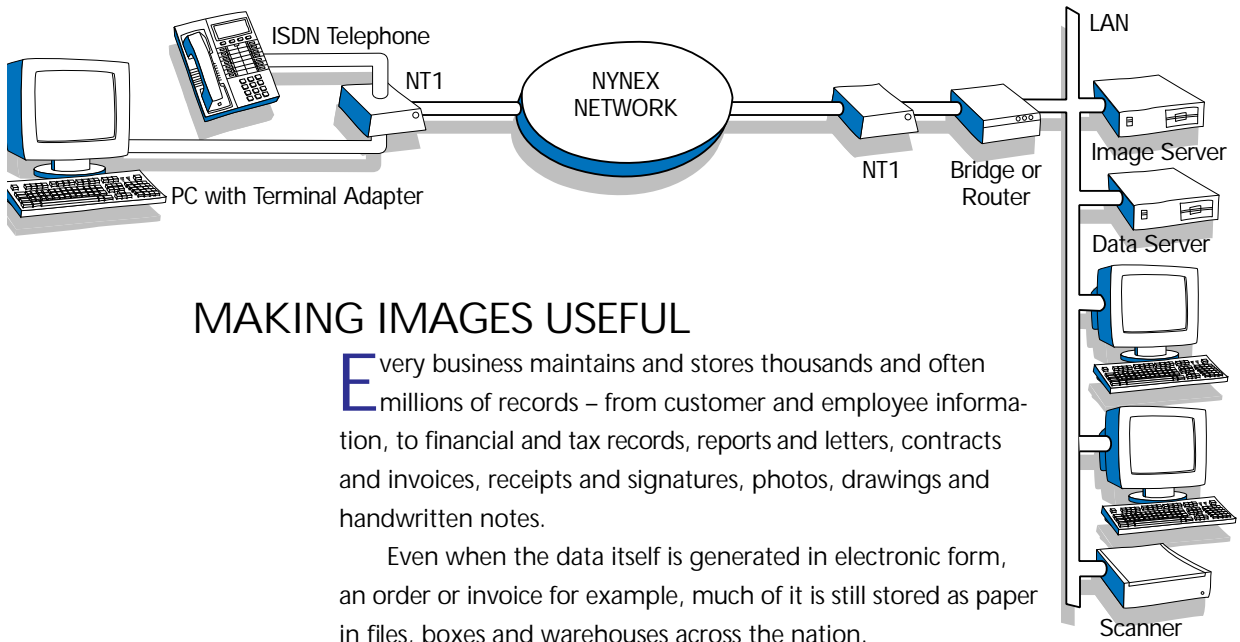 ISDN Telephone
NT1
PC with Terminal Adapter
NYNEX
NETWORK
NT1
Bridge or
Router
LAN
Image Server
Data Server
Scanner
MAKING IMAGES USEFUL
Every business maintains and stores thousands and often
millions of records – from customer and employee informa-
tion, to financial and tax records, reports and letters, contracts
and invoices, receipts and signatures, photos, drawings and
handwritten notes.
Even when the data itself is generated in electronic form,
an order or invoice for example, much of it is still stored as paper
in files, boxes and warehouses across the nation.